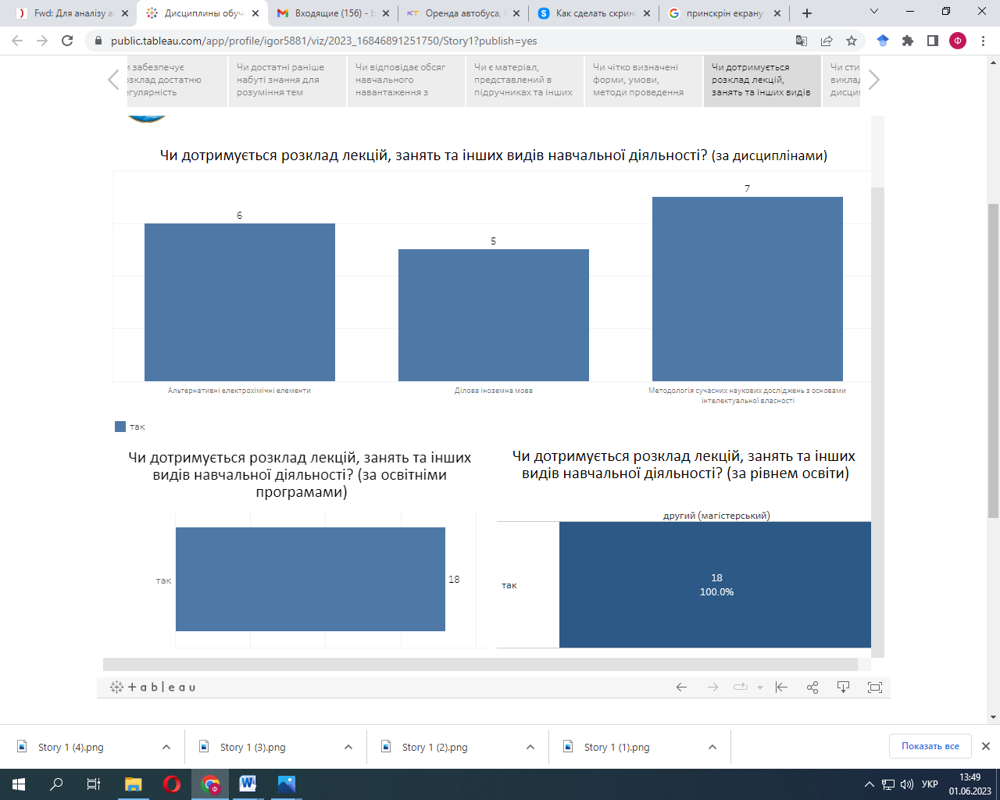 Fwd: Для анализу а
Дисциплины обуч
Входящие (156) - b
Оренда автобуса,
Как сделать скрин
принскрін екрану
public.tableau.com/app/profile/igor5881/viz/2023_16846891251750/Story1?publish=yes
и забезпечує
озклад достатню
егулярність
Чи достатні раніше
набуті знання для
розуміння тем
Чи відповідає обсяг
навчального
навантаження з
Чи є матеріал,
представлений в
підручниках та інших
Чи чітко визначені
форми, умови,
методи проведення
Чи дотримується
розклад лекцій,
занять та інших видів
Чи сти
виклад
дисци
Чи дотримується розклад лекцій, занять та інших видів навчальної діяльності? (за дисциплінами)
6
5
7
Альтернативні електрохімічні елементи
Ділова іноземна мова
Методологія сучасних наукових досліджень з основами
інтелектуальної власності
так
Чи дотримується розклад лекцій, занять та інших
видів навчальної діяльності? (за освітніми
програмами)
так
18
Чи дотримується розклад лекцій, занять та інших
видів навчальної діяльності? (за рівнем освіти)
другий (магістерський)
так
18
100.0%
+ a b | e a u
Story 1 (4).png
Story 1 (3).png
Story 1 (2).png
Story 1 (1).png
Показать все
УКР
13:49
01.06.2023